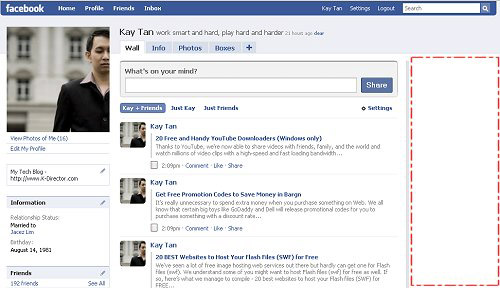 facebook Home Profile Friends Inbox Kay Tan Settings Logout Search
Kay Tan work smart and hard, play hard and harder 21 hours ago clear
Wall Info Photos Boxes +
What's on your mind?
Share
Kay + Friends Just Kay Just Friends Settings
View Photos of Me (16)
Edit My Profile
My Tech Blog -
http://www.K-Director.com
Information
Relationship Status:
Married to
Jacez Lim
Birthday:
August 14, 1981
Friends
192 friends See All
Kay Tan
20 Free and Handy YouTube Downloaders (Windows only)
Thanks to YouTube, we're now able to share videos with friends, family, and the world and
watch millions of video clips with a high-speed and fast loading bandwidth...
2:09pm · Comment · Like · Share
Kay Tan
Get Free Promotion Codes to Save Money in Bargn
It's really unnecessary to spend extra money when you purchase something on Web. We all
know that certain big toys like GoDaddy and Dell will release promotional codes for you to
purchase something with a discount rate...
2:09pm · Comment · Like · Share
Kay Tan
20 BEST Websites to Host Your Flash Files (SWF) for Free
We've seen a lot of free image hosting web services out there but hardly can get one for Flash
files (swf). We understand some of you might want to host Flash files (swf) for free as well. If
so, here's what we manage to compile - 20 best websites to host your Flash Files (SWF) for
FREE...